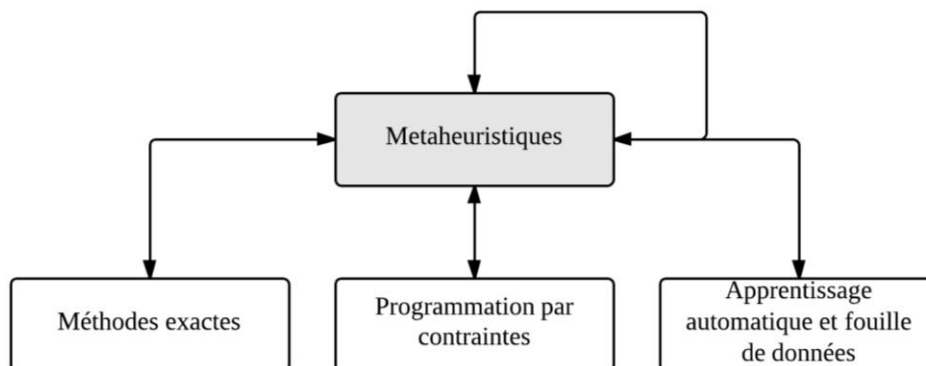 Metaheuristiques
Méthodes exactes
Programmation par
contraintes
Apprentissage
automatique et fouille
de données